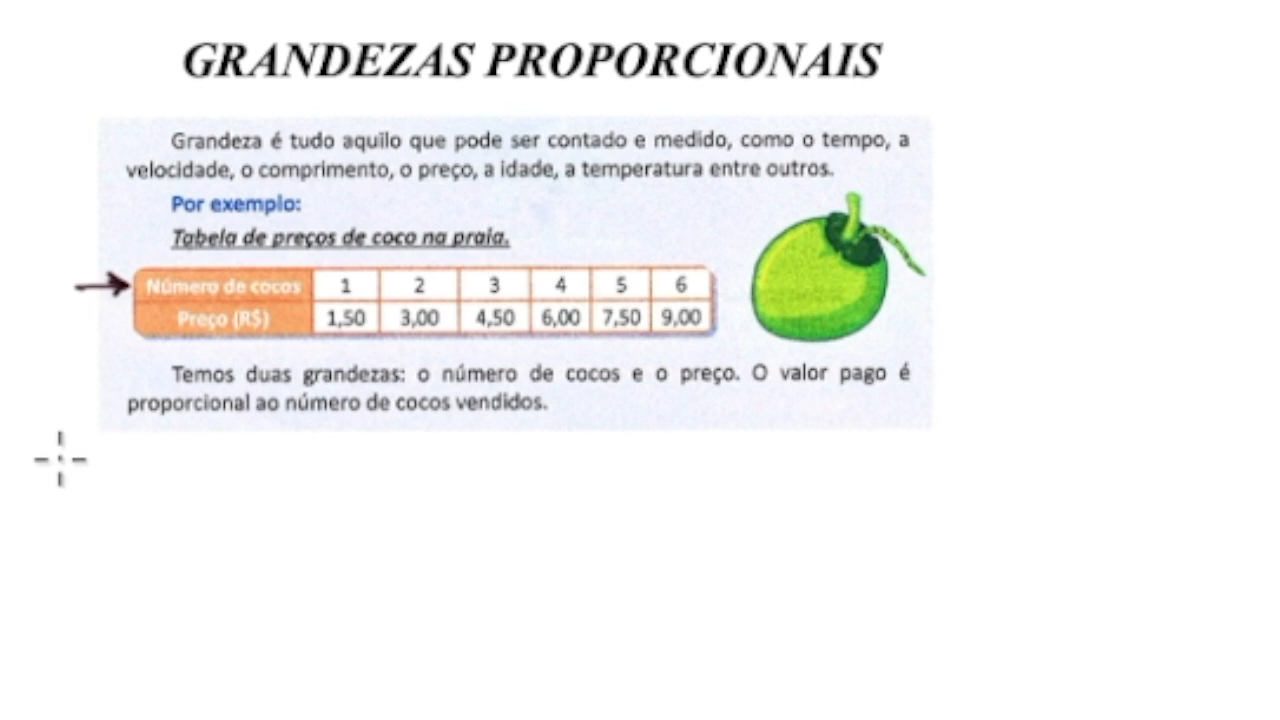 GRANDEZAS PROPORCIONAIS
Grandeza é tudo aquilo que pode ser contado e medido, como o tempo, a
velocidade, o comprimento, o preço, a idade, a temperatura entre outros.
Por exemplo:
Tabela de preços de coco na praia.
Número de cocos 1 2 3 4 5 6
Preço (R$) 1,50 3,00 4,50 6,00 7,50 9,00
Temos duas grandezas: o número de cocos e o preço. O valor pago é
proporcional ao número de cocos vendidos.